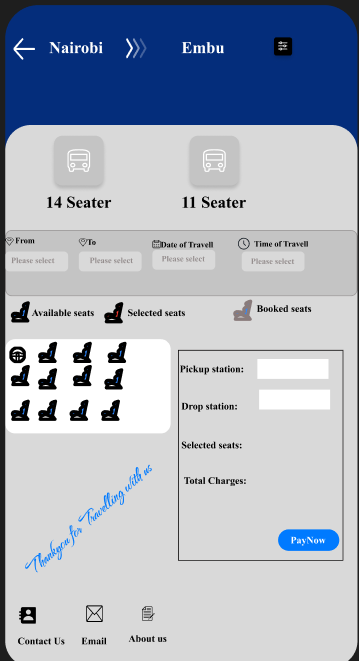 Nairobi Embu
14 Seater 11 Seater
From To Date of Travell Time of Travell
Please select Please select Please select Please select
Available seats Selected seats Booked seats
Pickup station:
Drop station:
Selected seats:
Total Charges:
PayNow
Thankyou for Travelling with us
Contact Us Email About us